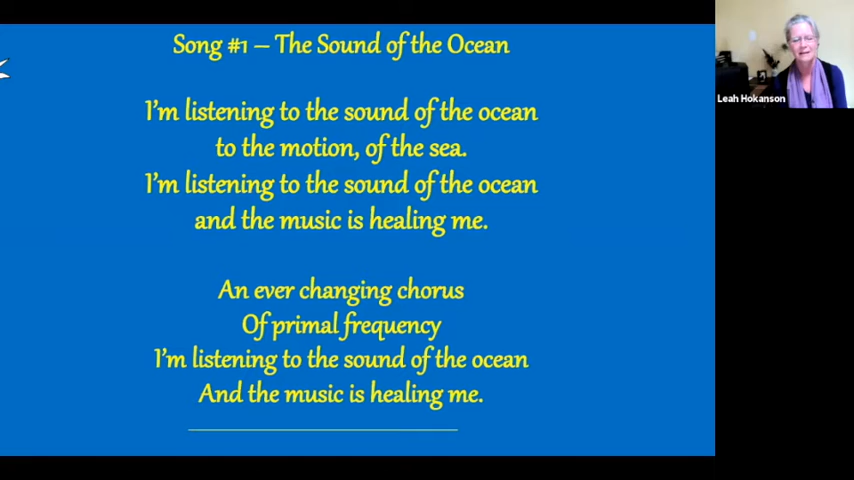 Song #1 – The Sound of the Ocean
I'm listening to the sound of the ocean
to the motion, of the sea.
I'm listening to the sound of the ocean
and the music is healing me.
An ever changing chorus
Of primal frequency
I'm listening to the sound of the ocean
And the music is healing me.
Leah Hokanson